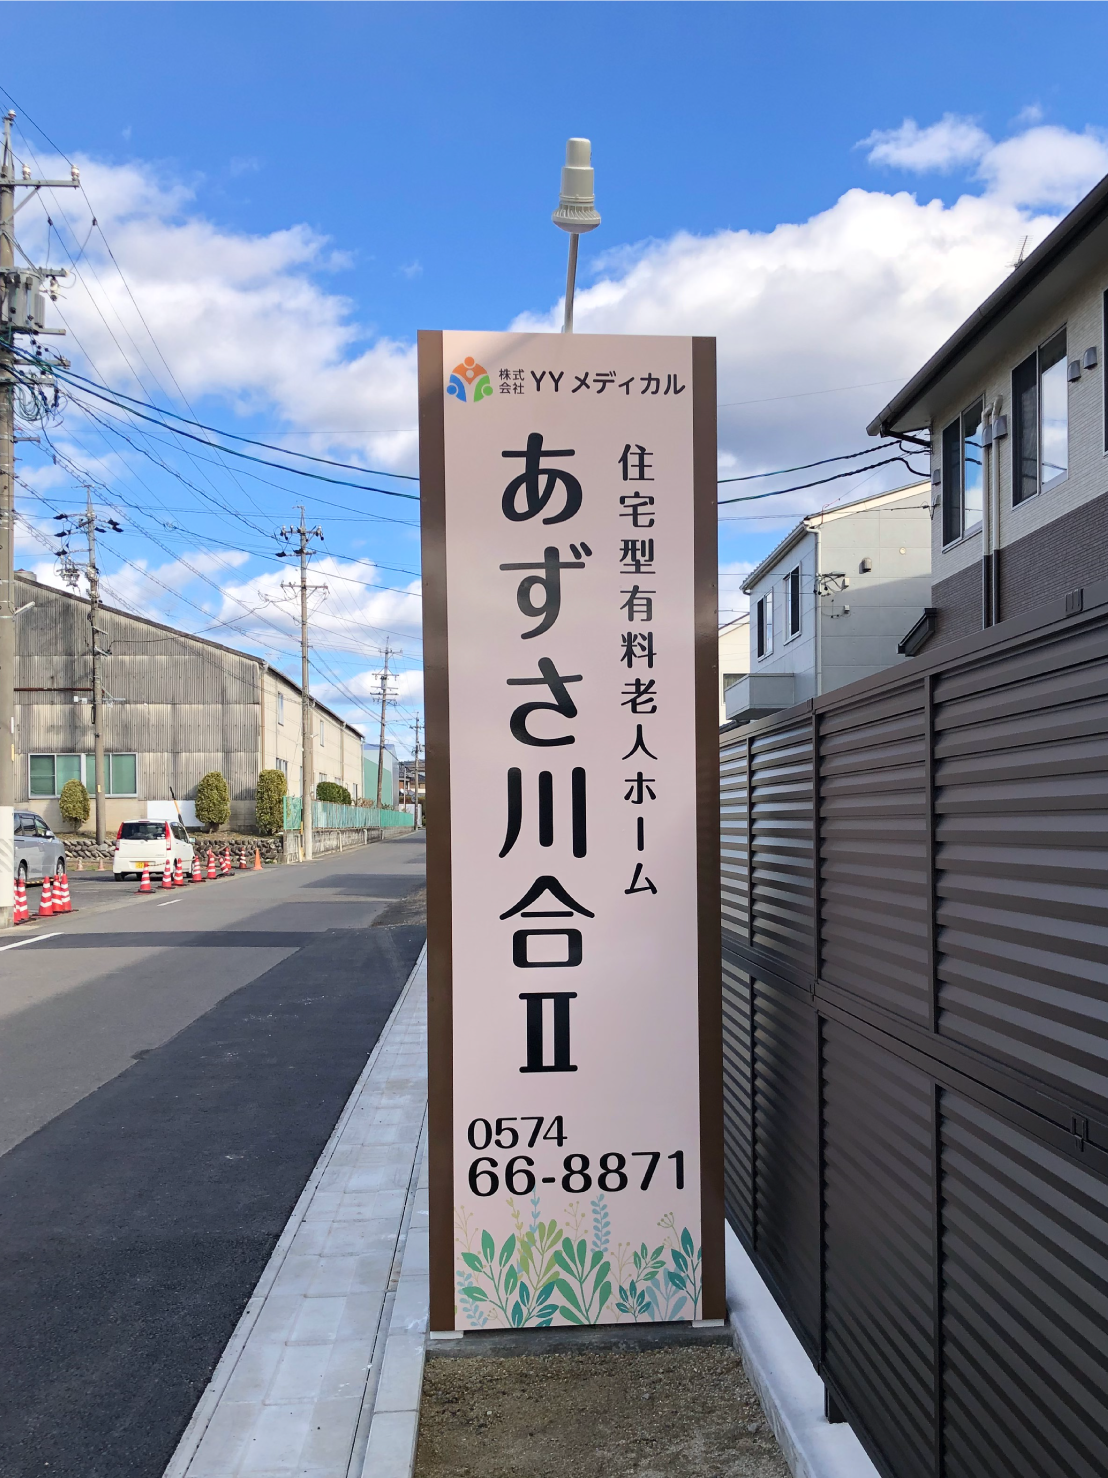 株式会社 YYメディカル
住宅型有料老人ホーム
あずさ川合Ⅱ
0574
66-8871